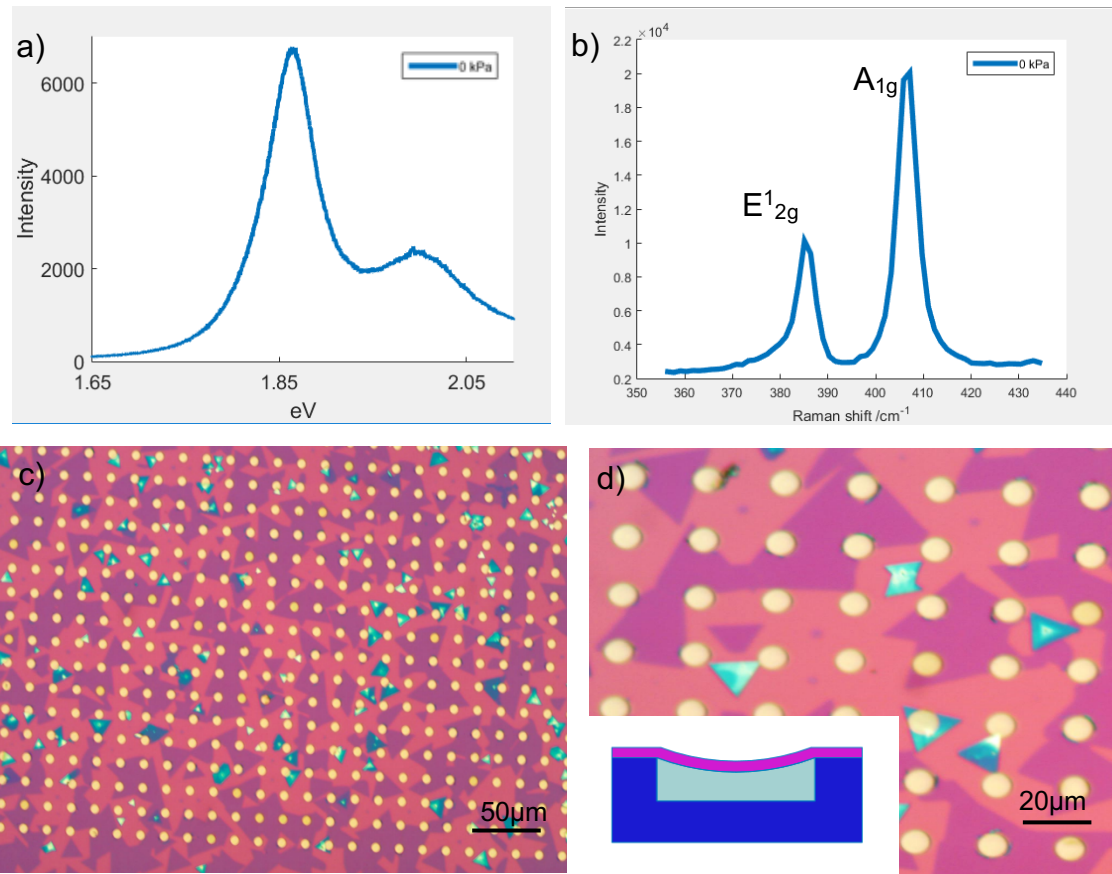 a)
0 kPa
6000
4000
2000
0
Intensity
1.65
1.85
2.05
eV
b)
×10⁴
0 kPa
2.2
2
1.8
1.6
1.4
1.2
1
0.8
0.6
0.4
0.2
Intensity
A1g
E¹2g
350
360
370
380
390
400
410
420
430
440
Raman shift /cm⁻¹
c)
50μm
d)
20μm